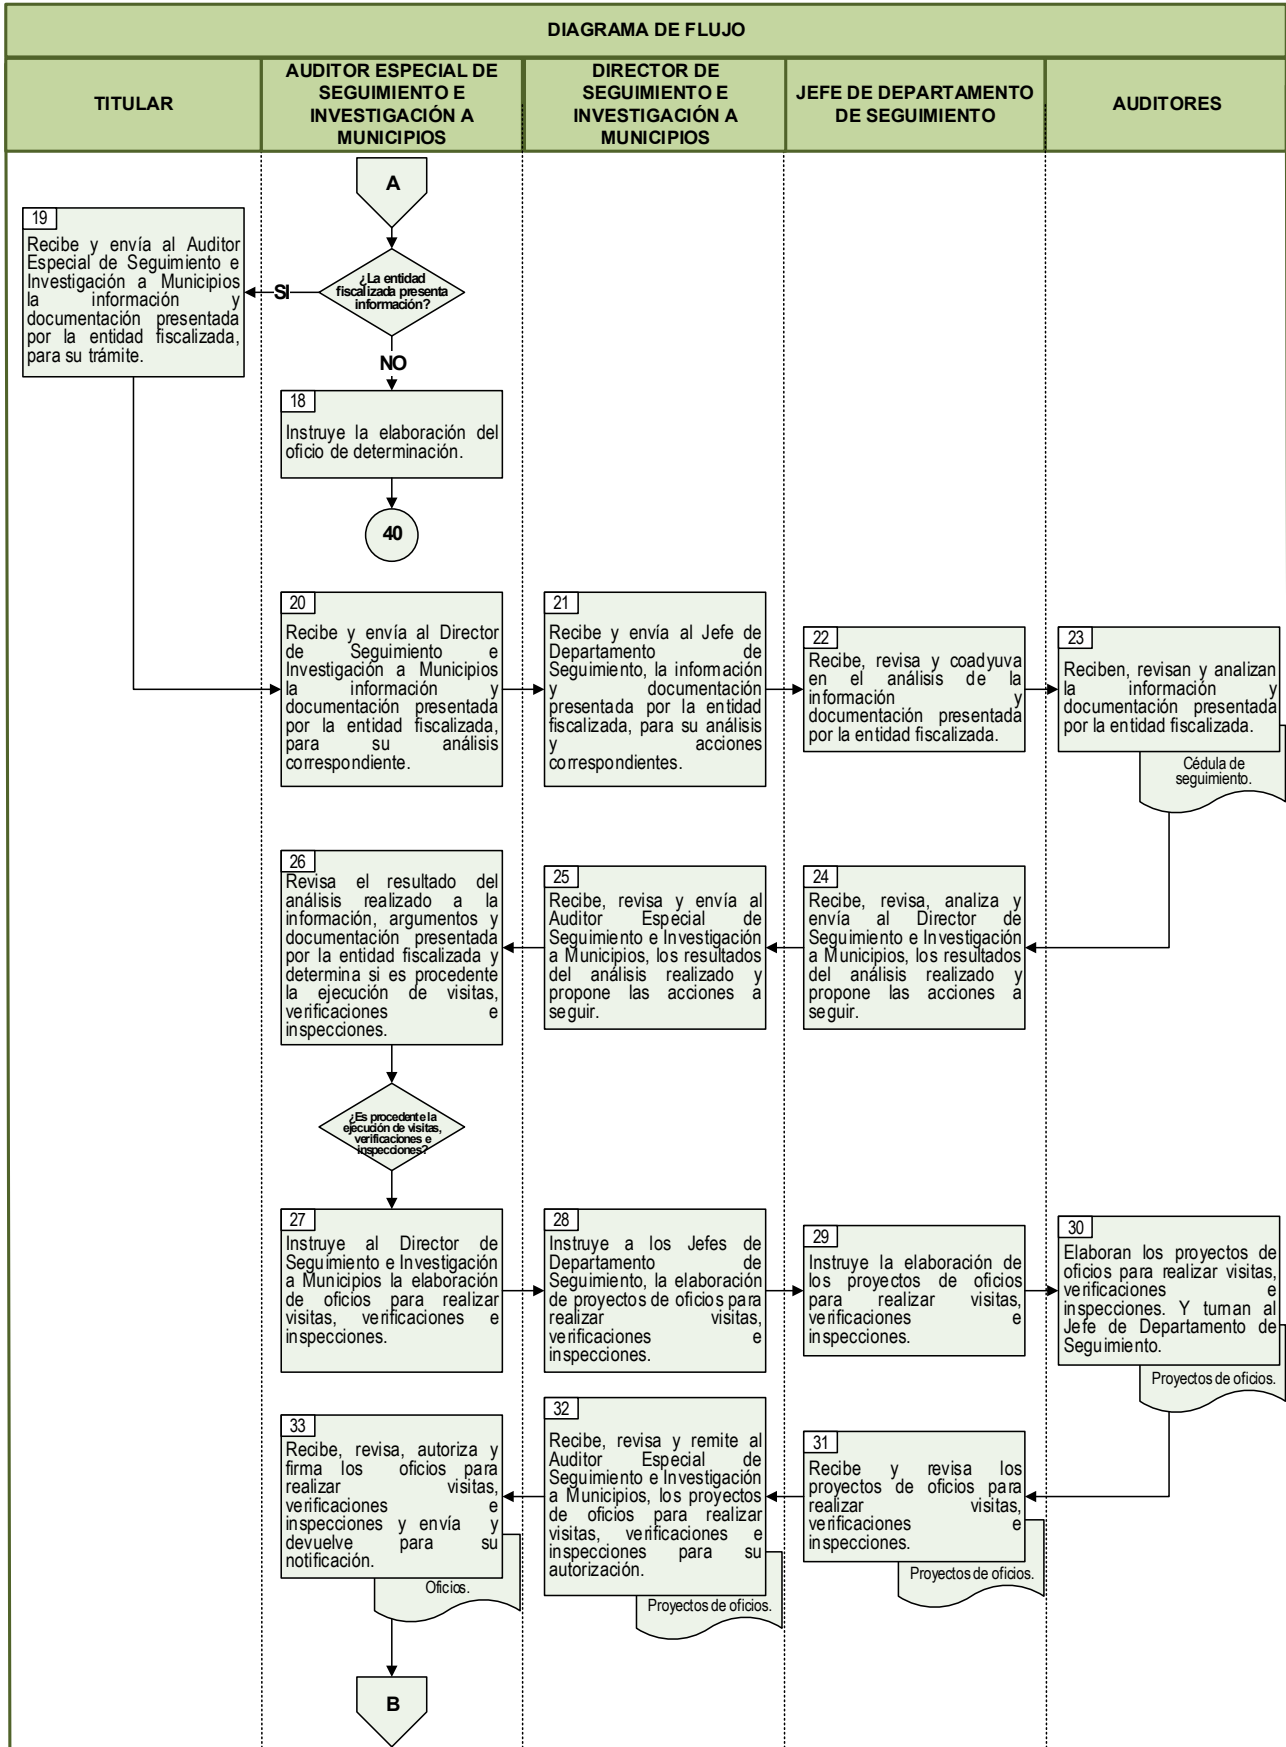 DIAGRAMA DE FLUJO
TITULAR
AUDITOR ESPECIAL DE
SEGUIMIENTO E
INVESTIGACIÓN A
MUNICIPIOS
DIRECTOR DE
SEGUIMIENTO E
INVESTIGACIÓN A
MUNICIPIOS
JEFE DE DEPARTAMENTO
DE SEGUIMIENTO
AUDITORES
A
¿La entidad
fiscalizada presenta
información?
SI
NO
19
Recibe y envía al Auditor
Especial de Seguimiento e
Investigación a Municipios
la información y
documentación presentada
por la entidad fiscalizada,
para su trámite.
18
Instruye la elaboración del
oficio de determinación.
40
20
Recibe y envía al Director
de Seguimiento e
Investigación a Municipios
la información y
documentación presentada
por la entidad fiscalizada,
para su análisis
correspondiente.
21
Recibe y envía al Jefe de
Departamento de
Seguimiento, la información
y documentación
presentada por la entidad
fiscalizada, para su análisis
y acciones
correspondientes.
22
Recibe, revisa y coadyuva
en el análisis de la
información y
documentación presentada
por la entidad fiscalizada.
23
Reciben, revisan y analizan
la información y
documentación presentada
por la entidad fiscalizada.
Cédula de
seguimiento.
26
Revisa el resultado del
análisis realizado a la
información, argumentos y
documentación presentada
por la entidad fiscalizada y
determina si es procedente
la ejecución de visitas,
verificaciones e
inspecciones.
25
Recibe, revisa y envía al
Auditor Especial de
Seguimiento e Investigación
a Municipios, los resultados
del análisis realizado y
propone las acciones a
seguir.
24
Recibe, revisa, analiza y
envía al Director de
Seguimiento e Investigación
a Municipios, los resultados
del análisis realizado y
propone las acciones a
seguir.
¿Es procedente la
ejecución de visitas,
verificaciones e
inspecciones?
27
Instruye al Director de
Seguimiento e Investigación
a Municipios la elaboración
de oficios para realizar
visitas, verificaciones e
inspecciones.
28
Instruye a los Jefes de
Departamento de
Seguimiento, la elaboración
de proyectos de oficios para
realizar visitas,
verificaciones e
inspecciones.
29
Instruye la elaboración de
los proyectos de oficios
para realizar visitas,
verificaciones e
inspecciones.
30
Elaboran los proyectos de
oficios para realizar visitas,
verificaciones e
inspecciones. Y turnan al
Jefe de Departamento de
Seguimiento.
Proyectos de oficios.
33
Recibe, revisa, autoriza y
firma los oficios para
realizar visitas,
verificaciones e
inspecciones y envía y
devuelve para su
notificación.
Oficios.
32
Recibe, revisa y remite al
Auditor Especial de
Seguimiento e Investigación
a Municipios, los proyectos
de oficios para realizar
visitas, verificaciones e
inspecciones para su
autorización.
Proyectos de oficios.
31
Recibe y revisa los
proyectos de oficios para
realizar visitas,
verificaciones e
inspecciones.
Proyectos de oficios.
B